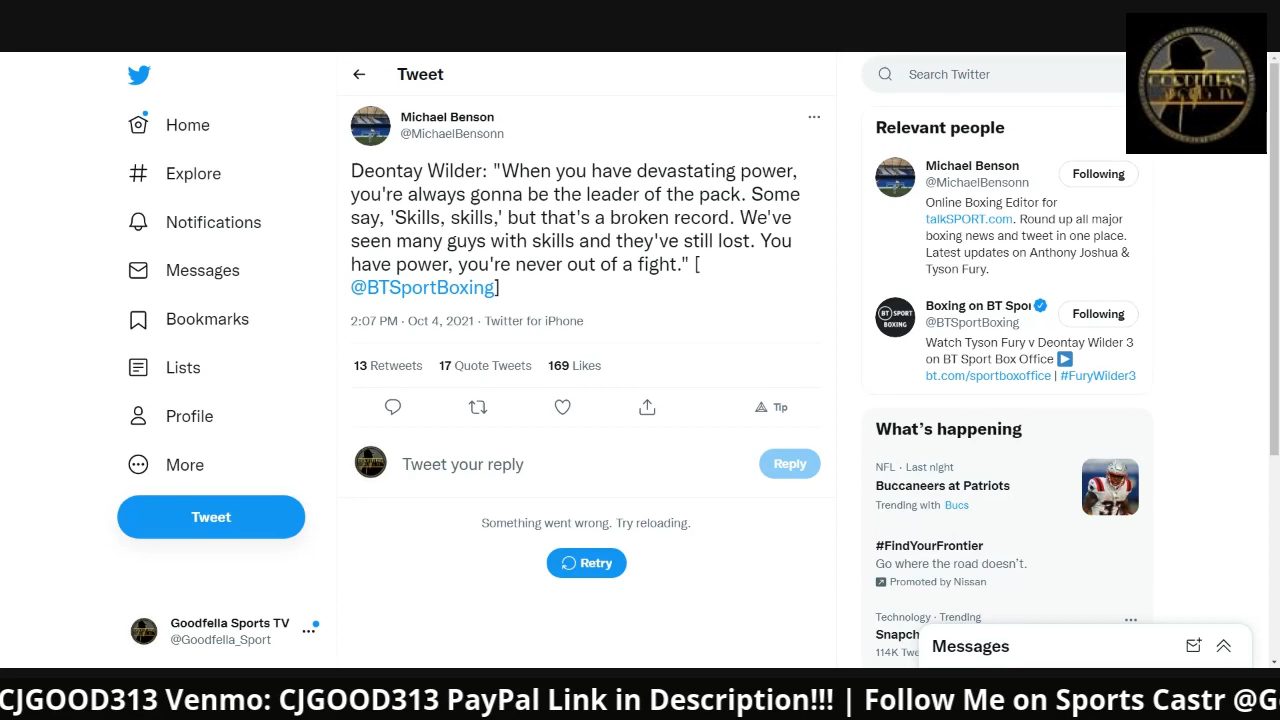 Tweet
Search Twitter
GOODFELLA'S
Home
Explore
Notifications
Messages
Bookmarks
Lists
Profile
More
Tweet
Goodfella Sports TV
@Goodfella_Sport
Michael Benson
@MichaelBensonn
Deontay Wilder: "When you have devastating power,
you're always gonna be the leader of the pack. Some
say, 'Skills, skills,' but that's a broken record. We've
seen many guys with skills and they've still lost. You
have power, you're never out of a fight." [
@BTSportBoxing]
2:07 PM · Oct 4, 2021 · Twitter for iPhone
13 Retweets 17 Quote Tweets 169 Likes
Tip
Tweet your reply
Reply
Something went wrong. Try reloading.
Retry
Relevant people
Michael Benson
@MichaelBensonn
Following
Online Boxing Editor for
talkSPORT.com. Round up all major
boxing news and tweet in one place.
Latest updates on Anthony Joshua &
Tyson Fury.
BT SPORT
BOXING
Boxing on BT Spor
@BTSportBoxing
Following
Watch Tyson Fury v Deontay Wilder 3
on BT Sport Box Office
bt.com/sportboxoffice | #FuryWilder3
What's happening
NFL · Last night
Buccaneers at Patriots
Trending with Bucs
#FindYourFrontier
Go where the road doesn't.
Promoted by Nissan
Technology · Trending
Snapch
114K Twe
Messages
CJGOOD313 Venmo: CJGOOD313 PayPal Link in Description!!! | Follow Me on Sports Castr @G